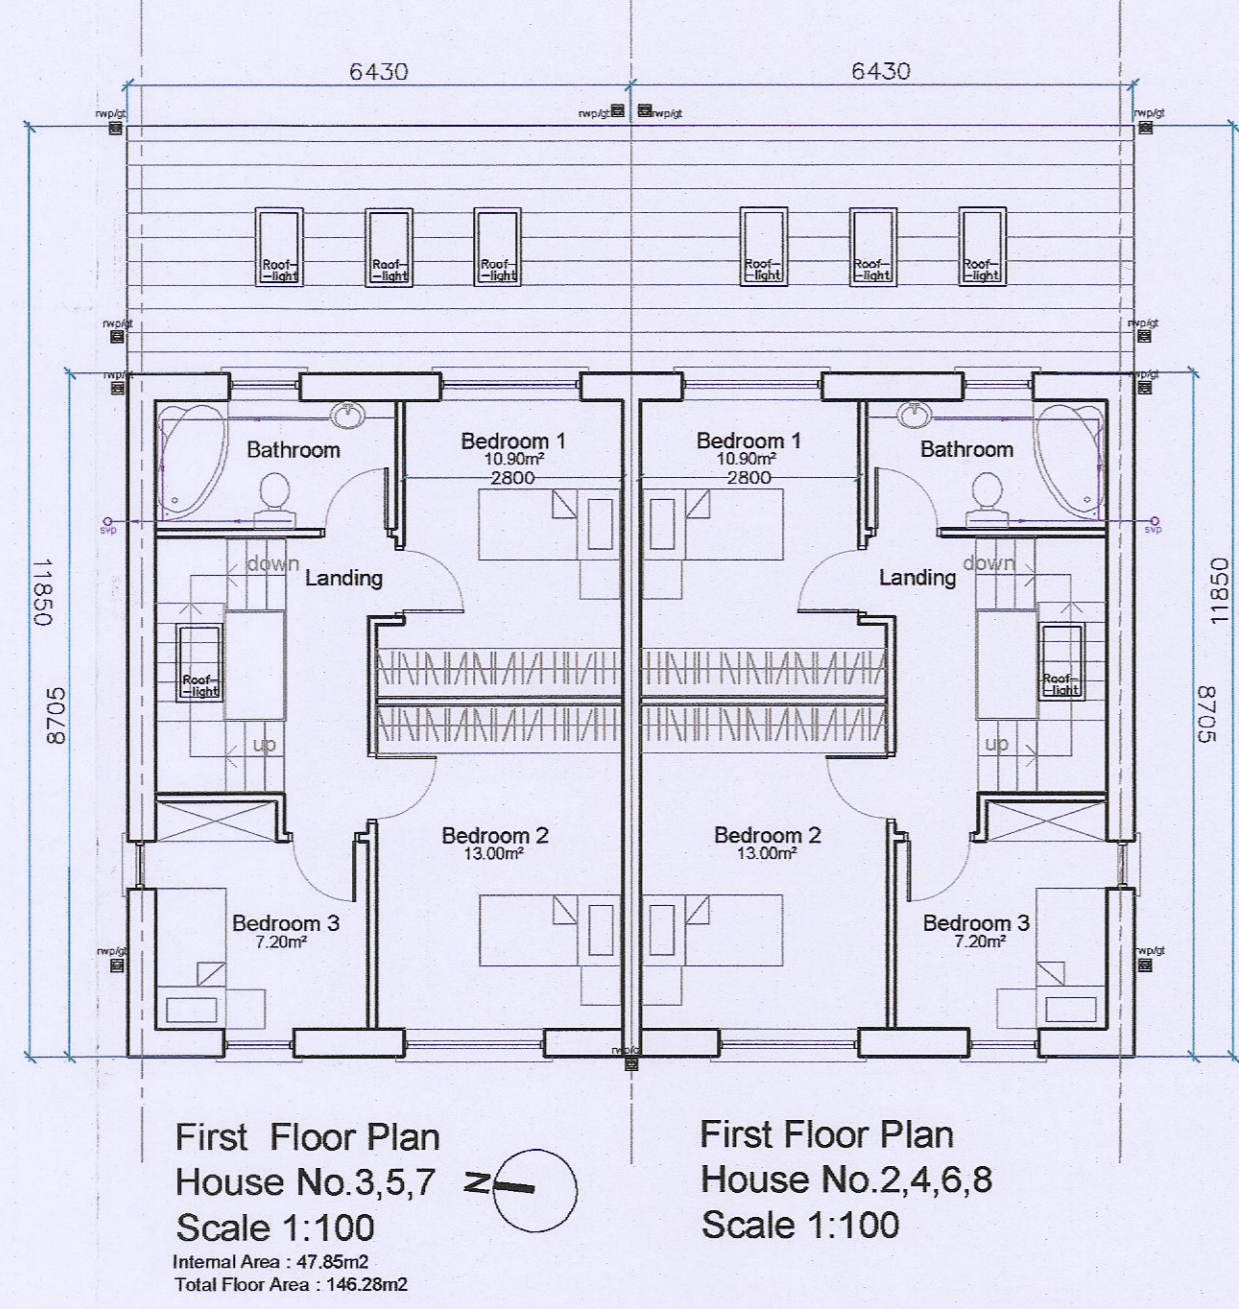 6430 6430
rwp/gt rwp/gt rwp/gt rwp/gt
Roof-
-light
Roof-
-light
Roof-
-light
Roof-
-light
Roof-
-light
Roof-
-light
rwp/gt rwp/gt
rwp/gt rwp/gt
Bathroom
Bedroom 1
10.90m²
2800
Bedroom 1
10.90m²
2800
Bathroom
svp svp
down
Landing
Landing
down
11850
8705
11850
8705
Roof-
-light
Roof-
-light
up up
Bedroom 2
13.00m²
Bedroom 2
13.00m²
Bedroom 3
7.20m²
Bedroom 3
7.20m²
rwp/gt rwp/gt
rwp/g
First Floor Plan
House No.3,5,7
Scale 1:100
Internal Area : 47.85m2
Total Floor Area : 146.28m2
N
First Floor Plan
House No.2,4,6,8
Scale 1:100